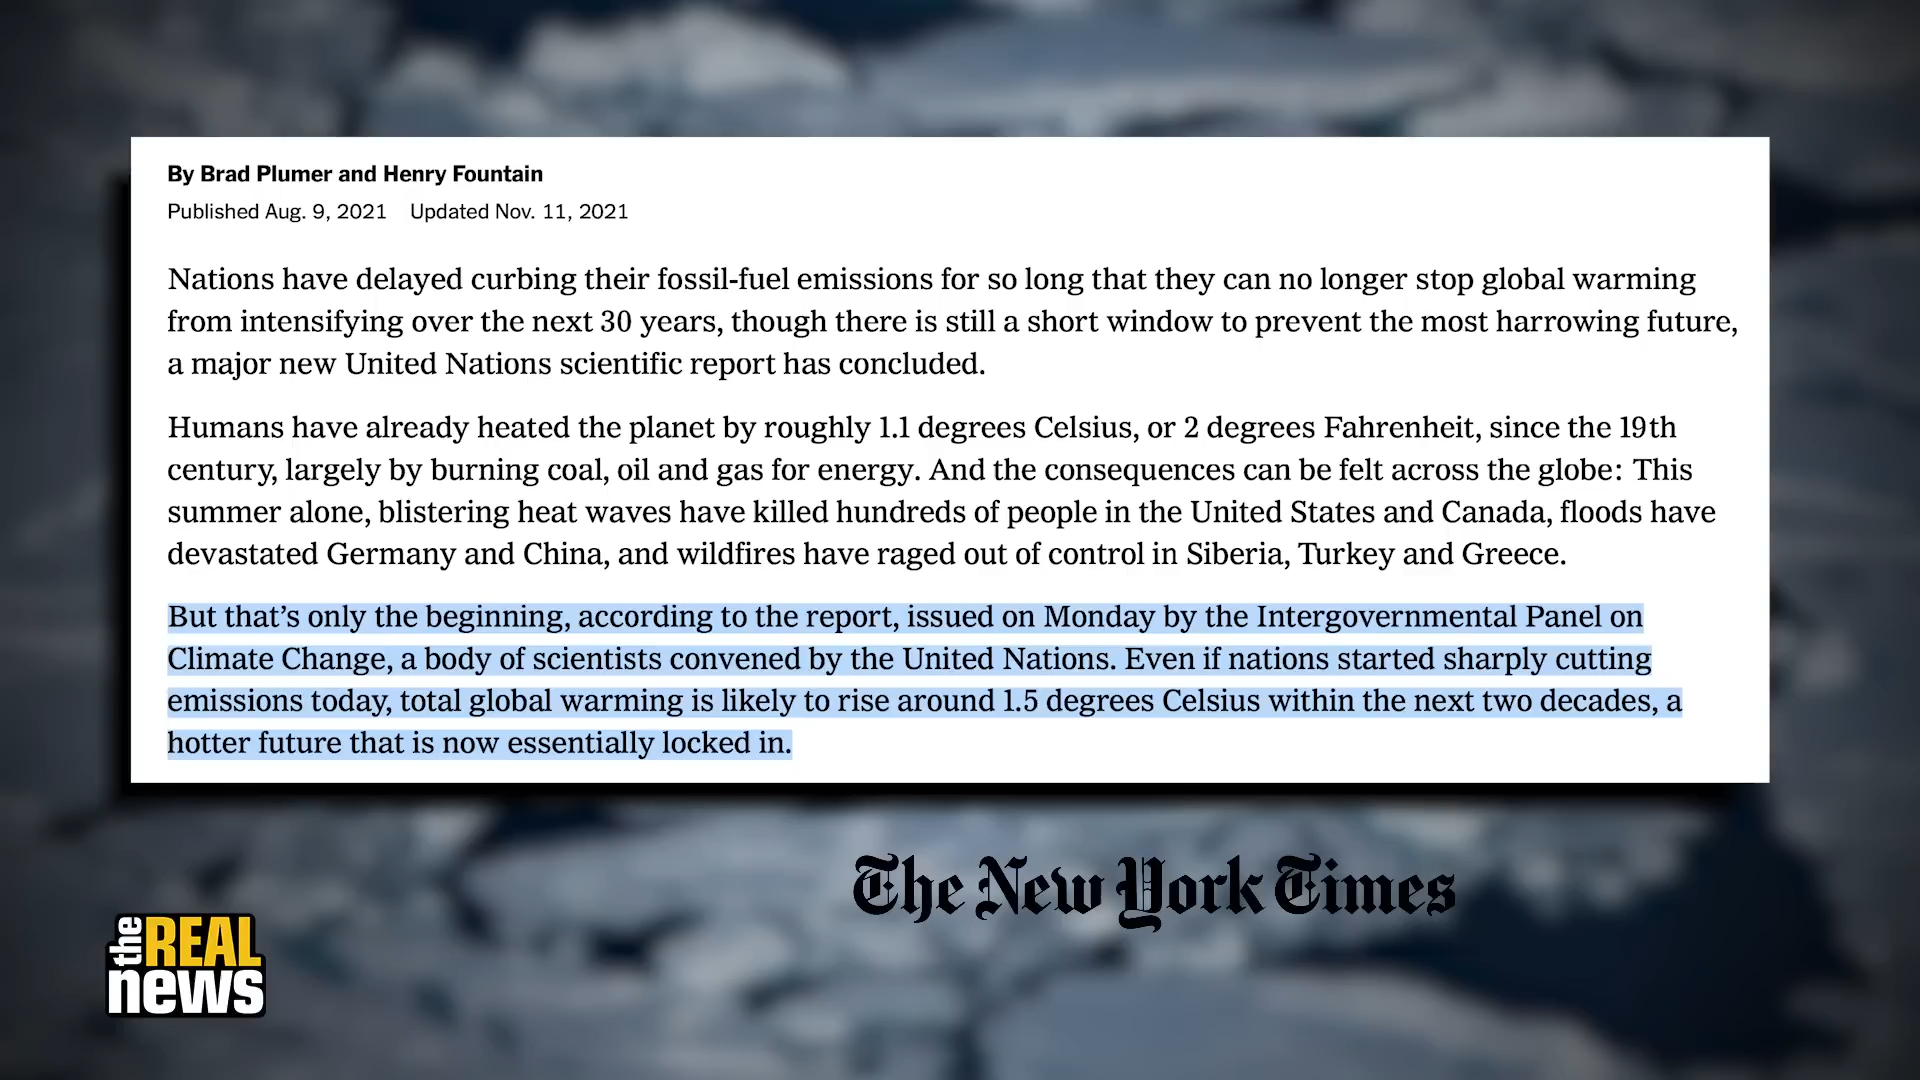 By Brad Plumer and Henry Fountain
Published Aug. 9, 2021 Updated Nov. 11, 2021
Nations have delayed curbing their fossil-fuel emissions for so long that they can no longer stop global warming
from intensifying over the next 30 years, though there is still a short window to prevent the most harrowing future,
a major new United Nations scientific report has concluded.
Humans have already heated the planet by roughly 1.1 degrees Celsius, or 2 degrees Fahrenheit, since the 19th
century, largely by burning coal, oil and gas for energy. And the consequences can be felt across the globe: This
summer alone, blistering heat waves have killed hundreds of people in the United States and Canada, floods have
devastated Germany and China, and wildfires have raged out of control in Siberia, Turkey and Greece.
But that’s only the beginning, according to the report, issued on Monday by the Intergovernmental Panel on
Climate Change, a body of scientists convened by the United Nations. Even if nations started sharply cutting
emissions today, total global warming is likely to rise around 1.5 degrees Celsius within the next two decades, a
hotter future that is now essentially locked in.
The New York Times
the REAL
news